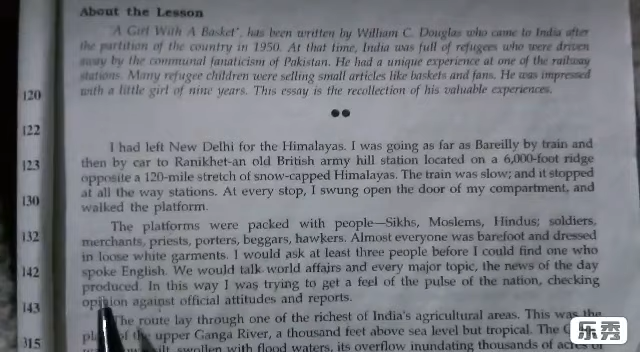 About the Lesson
"A Girl With A Basket", has been written by William C. Douglas who came to India after
the partition of the country in 1950. At that time, India was full of refugees who were driven
away by the communal fanaticism of Pakistan. He had a unique experience at one of the railway
stations. Many refugee children were selling small articles like baskets and fans. He was impressed
with a little girl of nine years. This essay is the recollection of his valuable experiences.
120
122
I had left New Delhi for the Himalayas. I was going as far as Bareilly by train and
123
then by car to Ranikhet-an old British army hill station located on a 6,000-foot ridge
opposite a 120-mile stretch of snow-capped Himalayas. The train was slow; and it stopped
at all the way stations. At every stop, I swung open the door of my compartment, and
130
walked the platform.
The platforms were packed with people—Sikhs, Moslems, Hindus; soldiers,
132
merchants, priests, porters, beggars, hawkers. Almost everyone was barefoot and dressed
in loose white garments. I would ask at least three people before I could find one who
142
spoke English. We would talk world affairs and every major topic, the news of the day
produced. In this way I was trying to get a feel of the pulse of the nation, checking
opinion against official attitudes and reports.
143
The route lay through one of the richest of India's agricultural areas. This was the
of the upper Ganga River, a thousand feet above sea level but tropical. The
315
swollen with flood waters, its overflow inundating thousands of acres of
乐秀